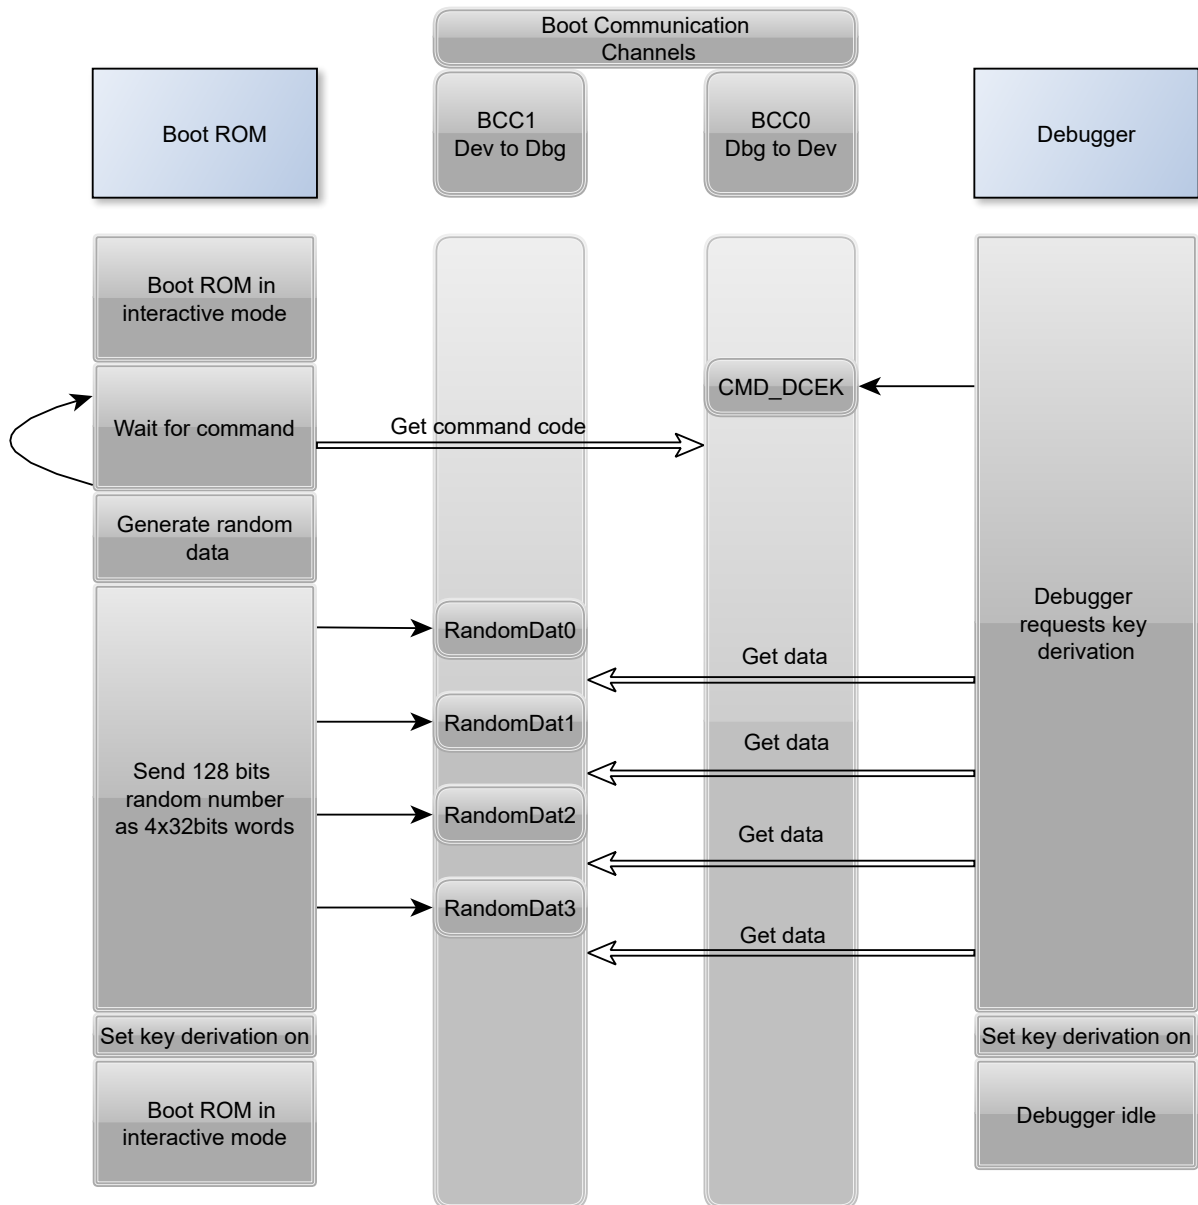 Boot Communication
Channels
Boot ROM
BCC1
Dev to Dbg
BCC0
Dbg to Dev
Debugger
Boot ROM in
interactive mode
CMD_DCEK
Wait for command
Get command code
Generate random
data
Debugger
requests key
derivation
RandomDat0
Get data
RandomDat1
Get data
Send 128 bits
random number
as 4x32bits words
RandomDat2
Get data
RandomDat3
Get data
Set key derivation on
Set key derivation on
Boot ROM in
interactive mode
Debugger idle